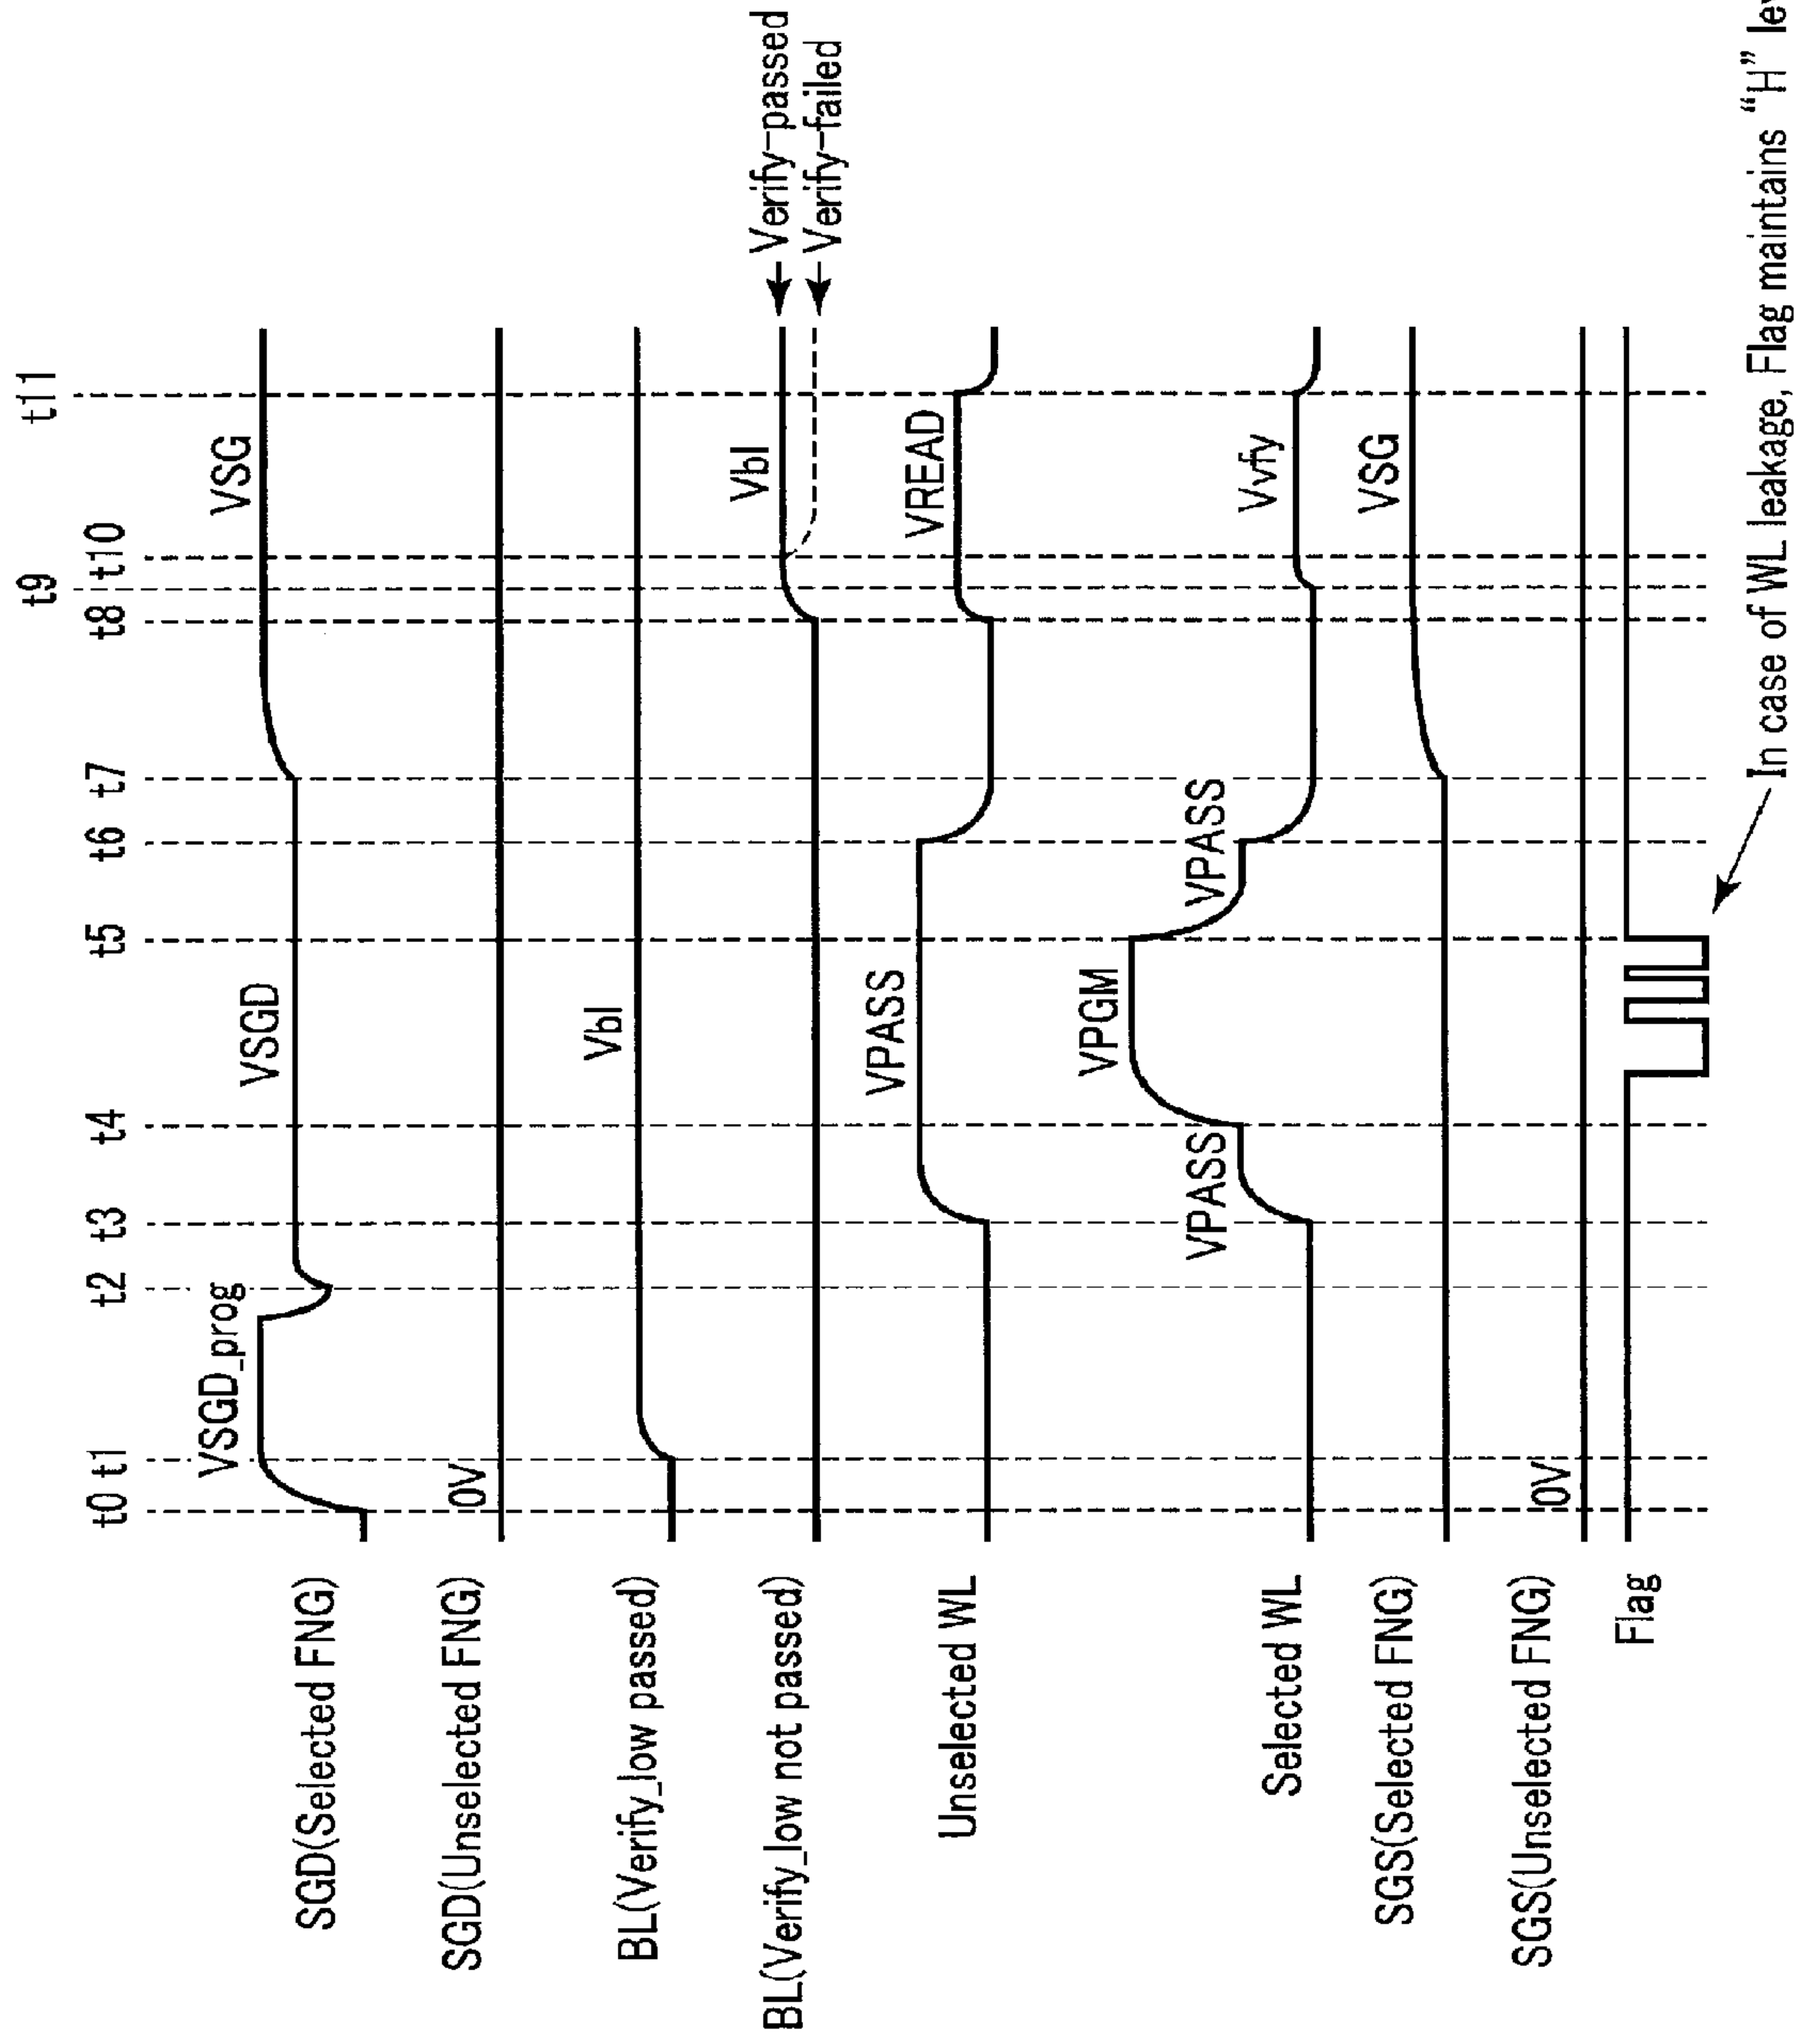 t0
t1
t2
t3
t4
t5
t6
t7
t8
t9
t10
t11
SGD(Selected FNG)
VSGD_prog
VSGD
VSG
SGD(Unselected FNG)
0V
BL(Verify_low passed)
Vbl
BL(Verify_low not passed)
Vbl
Verify-passed
Verify-failed
Unselected WL
VPASS
VREAD
Selected WL
VPASS
VPGM
VPASS
Vvfy
SGS(Selected FNG)
VSG
SGS(Unselected FNG)
0V
Flag
In case of WL leakage, Flag maintains "H"